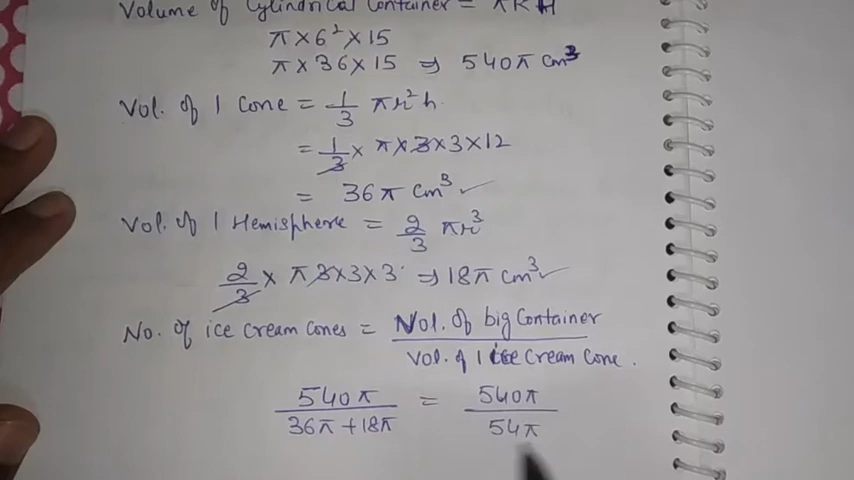 Volume of Cylindrical Container = πR²H
π×6²×15
π×36×15 ⇒ 540π cm³
Vol. of 1 Cone = 1/3 πr²h.
= 1/3 × π×3×3×12
= 36π cm³ ✓
Vol. of 1 Hemisphere = 2/3 πr³
2/3 × π 3×3×3 ⇒ 18π cm³ ✓
No. of ice cream Cones = Vol. of big Container / Vol. of 1 ice Cream Cone.
540π / 36π+18π = 540π / 54π